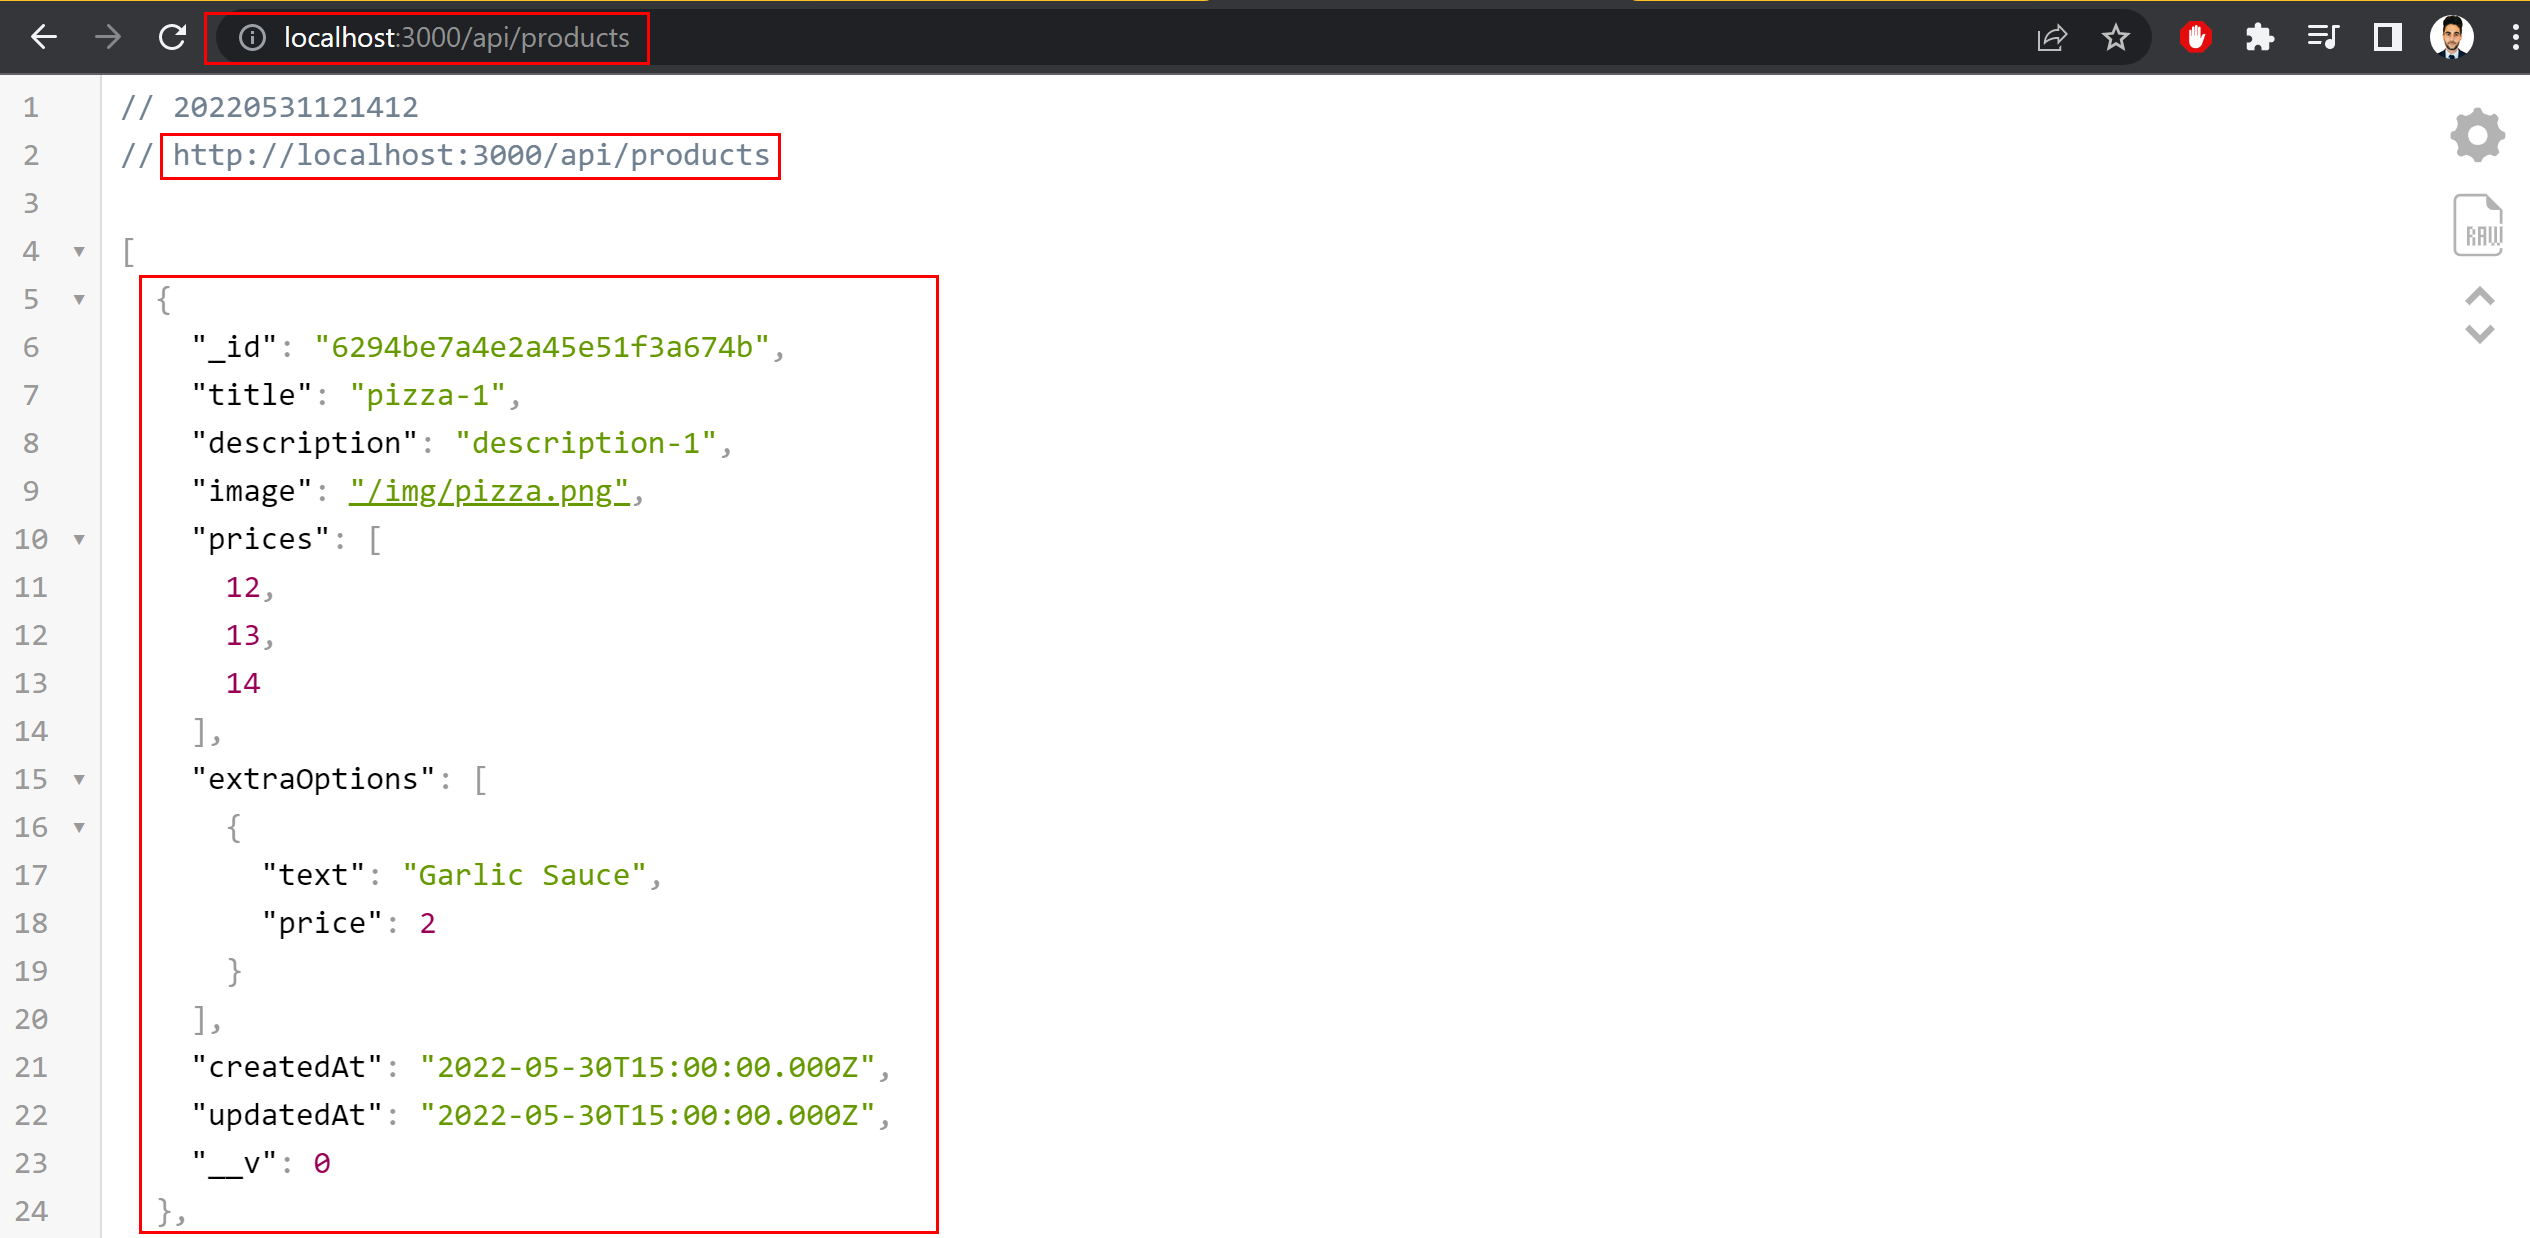 localhost:3000/api/products
1 // 20220531121412
2 // http://localhost:3000/api/products
3
4 [
5 {
6 "_id": "6294be7a4e2a45e51f3a674b",
7 "title": "pizza-1",
8 "description": "description-1",
9 "image": "/img/pizza.png",
10 "prices": [
11 12,
12 13,
13 14
14 ],
15 "extraOptions": [
16 {
17 "text": "Garlic Sauce",
18 "price": 2
19 }
20 ],
21 "createdAt": "2022-05-30T15:00:00.000Z",
22 "updatedAt": "2022-05-30T15:00:00.000Z",
23 "__v": 0
24 },
RAW